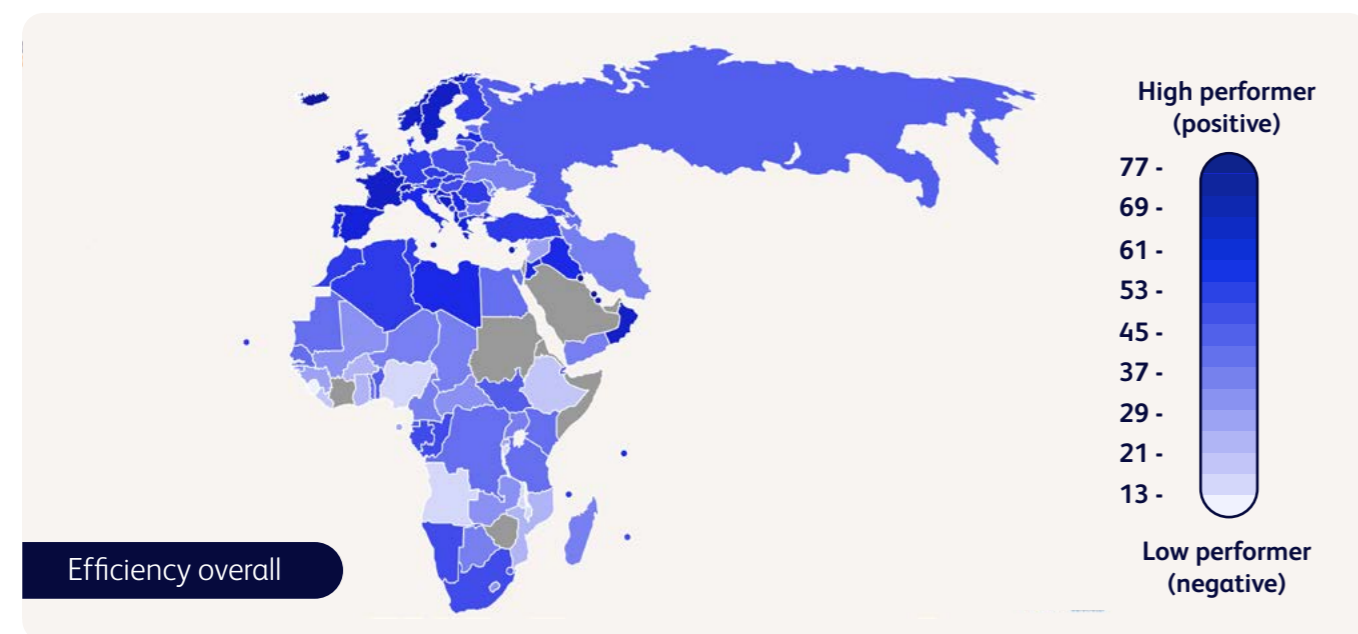 High performer
(positive)
77 -
69 -
61 -
53 -
45 -
37 -
29 -
21 -
13 -
Low performer
(negative)
Efficiency overall